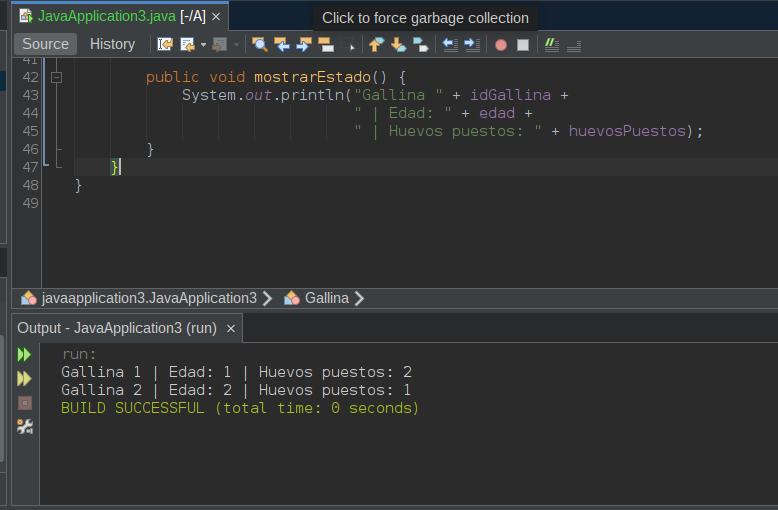 JavaApplication3.java [-/A] ×
Click to force garbage collection
Source History
41
42 public void mostrarEstado() {
43 System.out.println("Gallina " + idGallina +
44 " | Edad: " + edad +
45 " | Huevos puestos: " + huevosPuestos);
46 }
47 }
48 }
49
javaapplication3.JavaApplication3 Gallina
Output - JavaApplication3 (run) ×
run:
Gallina 1 | Edad: 1 | Huevos puestos: 2
Gallina 2 | Edad: 2 | Huevos puestos: 1
BUILD SUCCESSFUL (total time: 0 seconds)